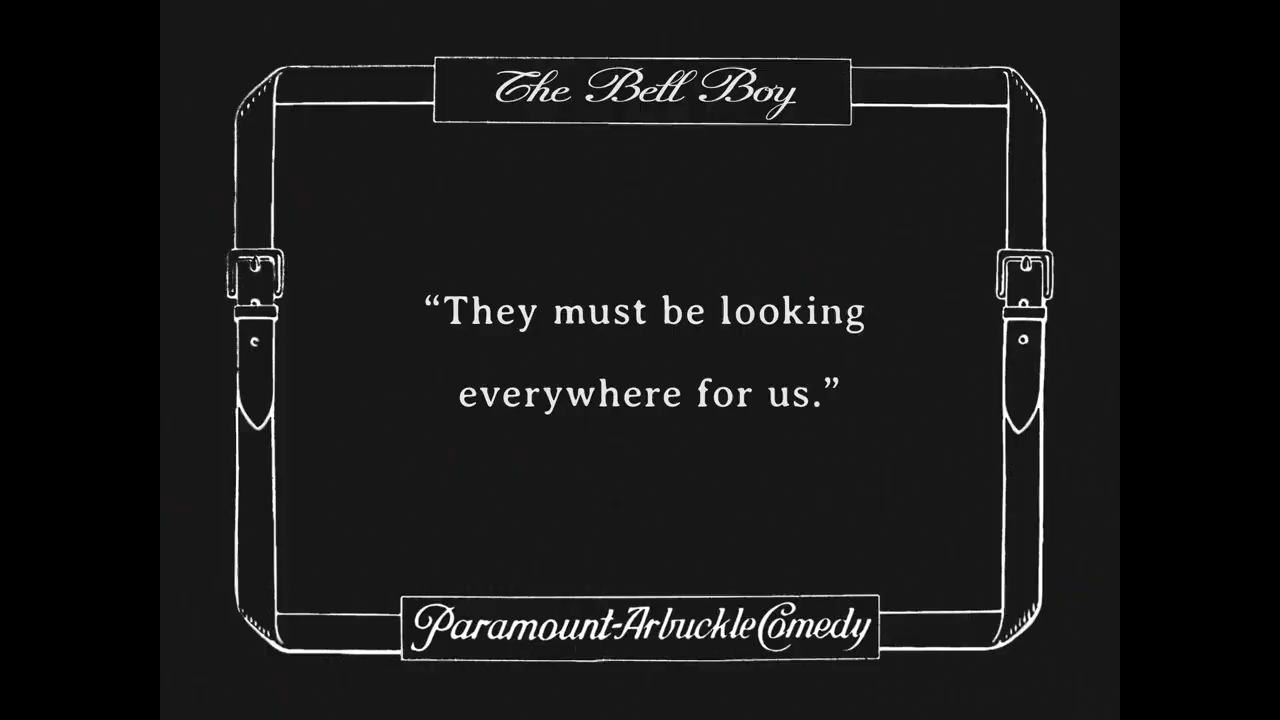 The Bell Boy
“They must be looking
everywhere for us.”
Paramount-Arbuckle Comedy